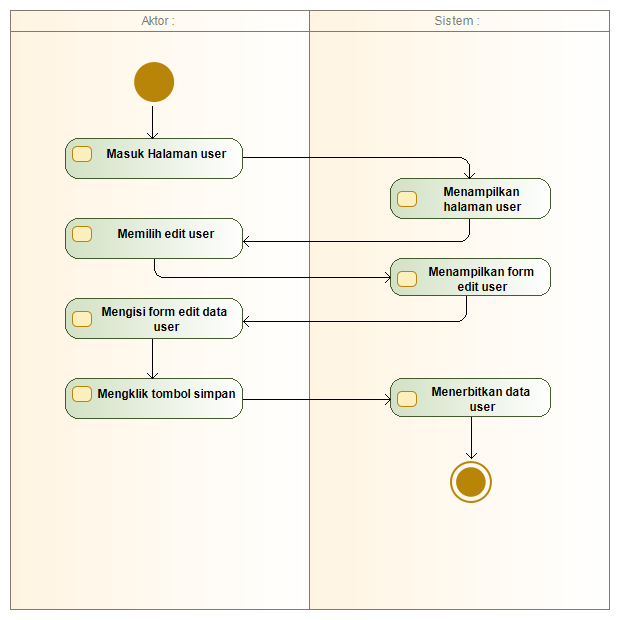 Aktor :
Sistem :
Masuk Halaman user
Menampilkan
halaman user
Memilih edit user
Menampilkan form
edit user
Mengisi form edit data
user
Mengklik tombol simpan
Menerbitkan data
user